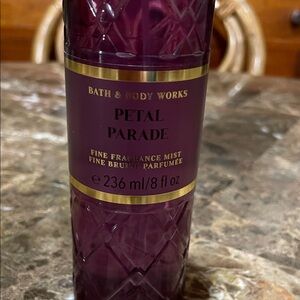 BATH & BODY WORKS
PETAL
PARADE
FINE FRAGRANCE MIST
FINE BRUME PARFUMÉE
℮ 236 ml/8 fl oz